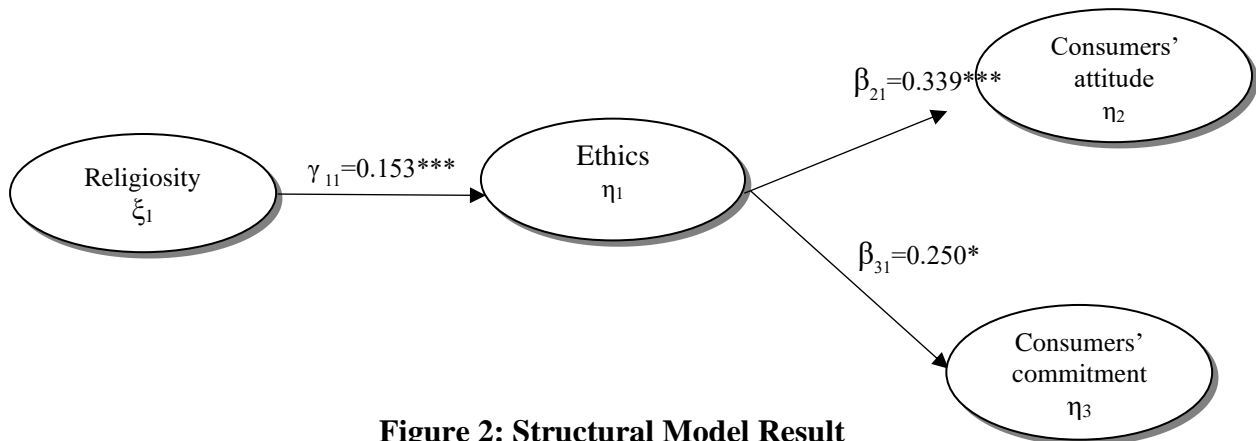 Consumers’
attitude
η2
β21=0.339***
Religiosity
ξ1
γ 11=0.153***
Ethics
η1
β31=0.250*
Consumers’
commitment
η3
Figure 2: Structural Model Result